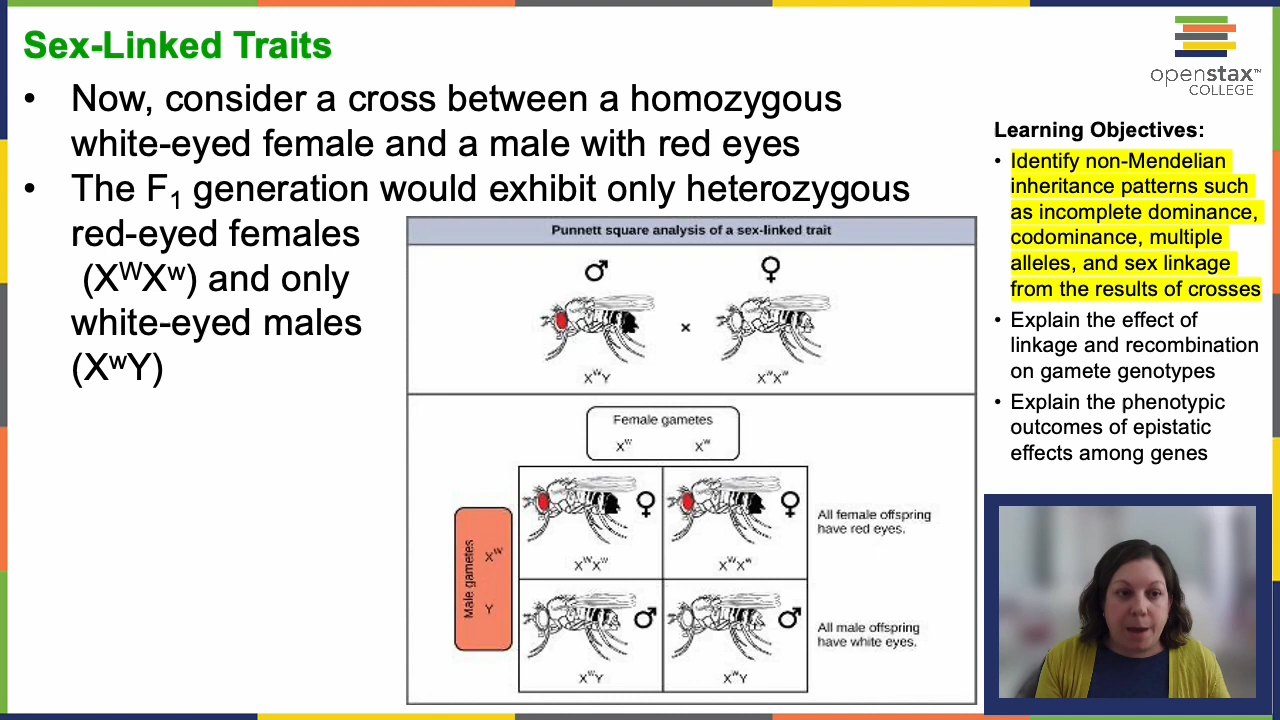 Sex-Linked Traits
• Now, consider a cross between a homozygous
white-eyed female and a male with red eyes
• The F₁ generation would exhibit only heterozygous
red-eyed females
(XᵂXʷ) and only
white-eyed males
(XʷY)
Punnett square analysis of a sex-linked trait
♂ ♀
×
XᵂY XʷXʷ
Female gametes
Xʷ Xʷ
Male gametes
Xᵂ
Y
♀ ♀
XᵂXʷ XᵂXʷ
All female offspring
have red eyes.
♂ ♂
XʷY XʷY
All male offspring
have white eyes.
openstax™
COLLEGE
Learning Objectives:
• Identify non-Mendelian
inheritance patterns such
as incomplete dominance,
codominance, multiple
alleles, and sex linkage
from the results of crosses
• Explain the effect of
linkage and recombination
on gamete genotypes
• Explain the phenotypic
outcomes of epistatic
effects among genes